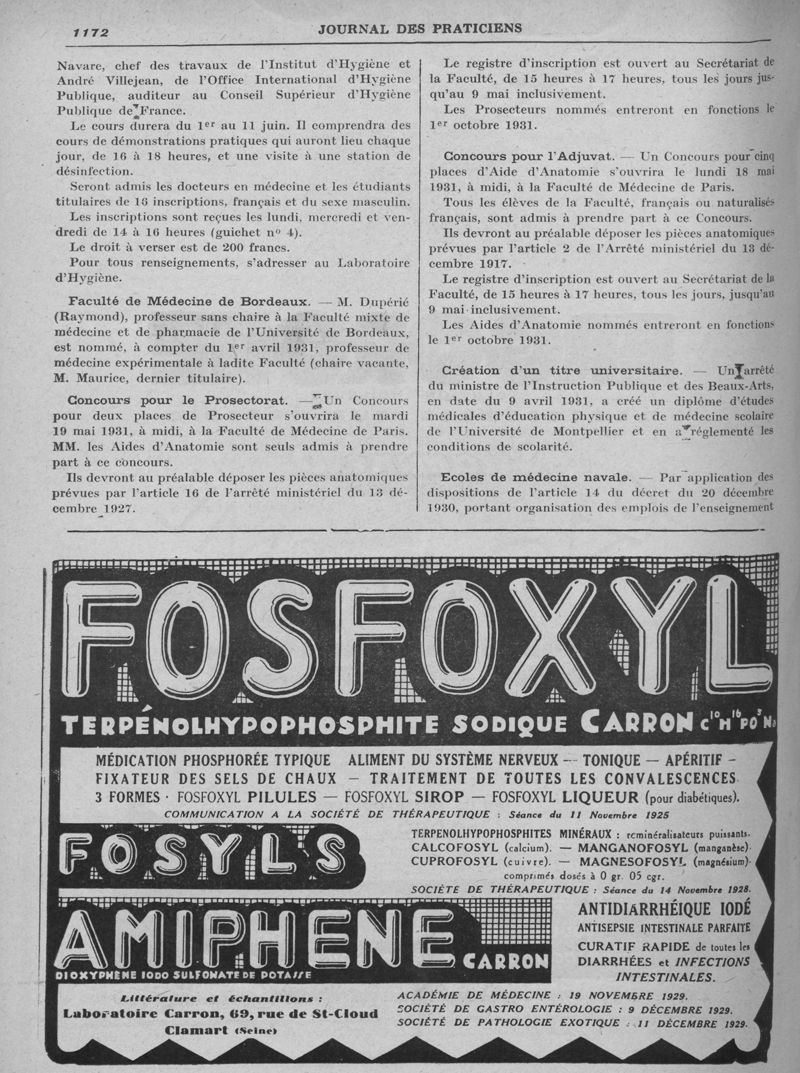 1172
JOURNAL DES PRATICIENS
Navare, chef des travaux de l'Institut d'Hygiène et
André Villejean, de l'Office International d'Hygiène
Publique, auditeur au Conseil Supérieur d'Hygiène
Publique de France.
Le cours durera du 1er au 11 juin. Il comprendra des
cours de démonstrations pratiques qui auront lieu chaque
jour, de 16 à 18 heures, et une visite à une station de
désinfection.
Seront admis les docteurs en médecine et les étudiants
titulaires de 16 inscriptions, français et du sexe masculin.
Les inscriptions sont reçues les lundi, mercredi et ven-
dredi de 14 à 16 heures (guichet no 4).
Le droit à verser est de 200 francs.
Pour tous renseignements, s'adresser au Laboratoire
d'Hygiène.
Faculté de Médecine de Bordeaux. — M. Dupérié
(Raymond), professeur sans chaire à la Faculté mixte de
médecine et de pharmacie de l'Université de Bordeaux,
est nommé, à compter du 1er avril 1931, professeur de
médecine expérimentale à ladite Faculté (chaire vacante,
M. Maurice, dernier titulaire).
Concours pour le Prosectorat. — Un Concours
pour deux places de Prosecteur s'ouvrira le mardi
19 mai 1931, à midi, à la Faculté de Médecine de Paris.
MM. les Aides d'Anatomie sont seuls admis à prendre
part à ce concours.
Ils devront au préalable déposer les pièces anatomiques
prévues par l'article 16 de l'arrêté ministériel du 13 dé-
cembre 1927.
Le registre d'inscription est ouvert au Secrétariat de
la Faculté, de 15 heures à 17 heures, tous les jours jus-
qu'au 9 mai inclusivement.
Les Prosecteurs nommés entreront en fonctions le
1er octobre 1931.
Concours pour l'Adjuvat. — Un Concours pour cinq
places d'Aide d'Anatomie s'ouvrira le lundi 18 mai
1931, à midi, à la Faculté de Médecine de Paris.
Tous les élèves de la Faculté, français ou naturalisés
français, sont admis à prendre part à ce Concours.
Ils devront au préalable déposer les pièces anatomiques
prévues par l'article 2 de l'Arrêté ministériel du 13 dé-
cembre 1917.
Le registre d'inscription est ouvert au Secrétariat de la
Faculté, de 15 heures à 17 heures, tous les jours, jusqu'au
9 mai inclusivement.
Les Aides d'Anatomie nommés entreront en fonctions
le 1er octobre 1931.
Création d'un titre universitaire. — Un arrêté
du ministre de l'Instruction Publique et des Beaux-Arts,
en date du 9 avril 1931, a créé un diplôme d'études
médicales d'éducation physique et de médecine scolaire
de l'Université de Montpellier et en a réglementé les
conditions de scolarité.
Ecoles de médecine navale. — Par application des
dispositions de l'article 14 du décret du 20 décembre
1930, portant organisation des emplois de l'enseignement
FOSFOXYL
TERPÉNOLHYPOPHOSPHITE SODIQUE CARRON C10H16PO3Na
MÉDICATION PHOSPHORÉE TYPIQUE ALIMENT DU SYSTÈME NERVEUX — TONIQUE — APÉRITIF —
FIXATEUR DES SELS DE CHAUX — TRAITEMENT DE TOUTES LES CONVALESCENCES
3 FORMES · FOSFOXYL PILULES — FOSFOXYL SIROP — FOSFOXYL LIQUEUR (pour diabétiques).
COMMUNICATION A LA SOCIÉTÉ DE THÉRAPEUTIQUE : Séance du 11 Novembre 1925
FOSYLS
TERPENOLHYPOPHOSPHITES MINÉRAUX : reminéralisateurs puissants.
CALCOFOSYL (calcium). — MANGANOFOSYL (manganèse).
CUPROFOSYL (cuivre). — MAGNESOFOSYL (magnésium).
comprimés dosés à 0 gr. 05 cgr.
SOCIÉTÉ DE THÉRAPEUTIQUE : Séance du 14 Novembre 1928.
AMIPHENE CARRON
DIOXYPHÈNE IODO SULFONATE DE POTASSE
ANTIDIARRHÉIQUE IODÉ
ANTISEPSIE INTESTINALE PARFAITE
CURATIF RAPIDE de toutes les
DIARRHÉES et INFECTIONS
INTESTINALES.
Littérature et échantillons :
Laboratoire Carron, 69, rue de St-Cloud
Clamart (Seine)
ACADÉMIE DE MÉDECINE : 19 NOVEMBRE 1929.
SOCIÉTÉ DE GASTRO ENTÉROLOGIE : 9 DÉCEMBRE 1929.
SOCIÉTÉ DE PATHOLOGIE EXOTIQUE : 11 DÉCEMBRE 1929.